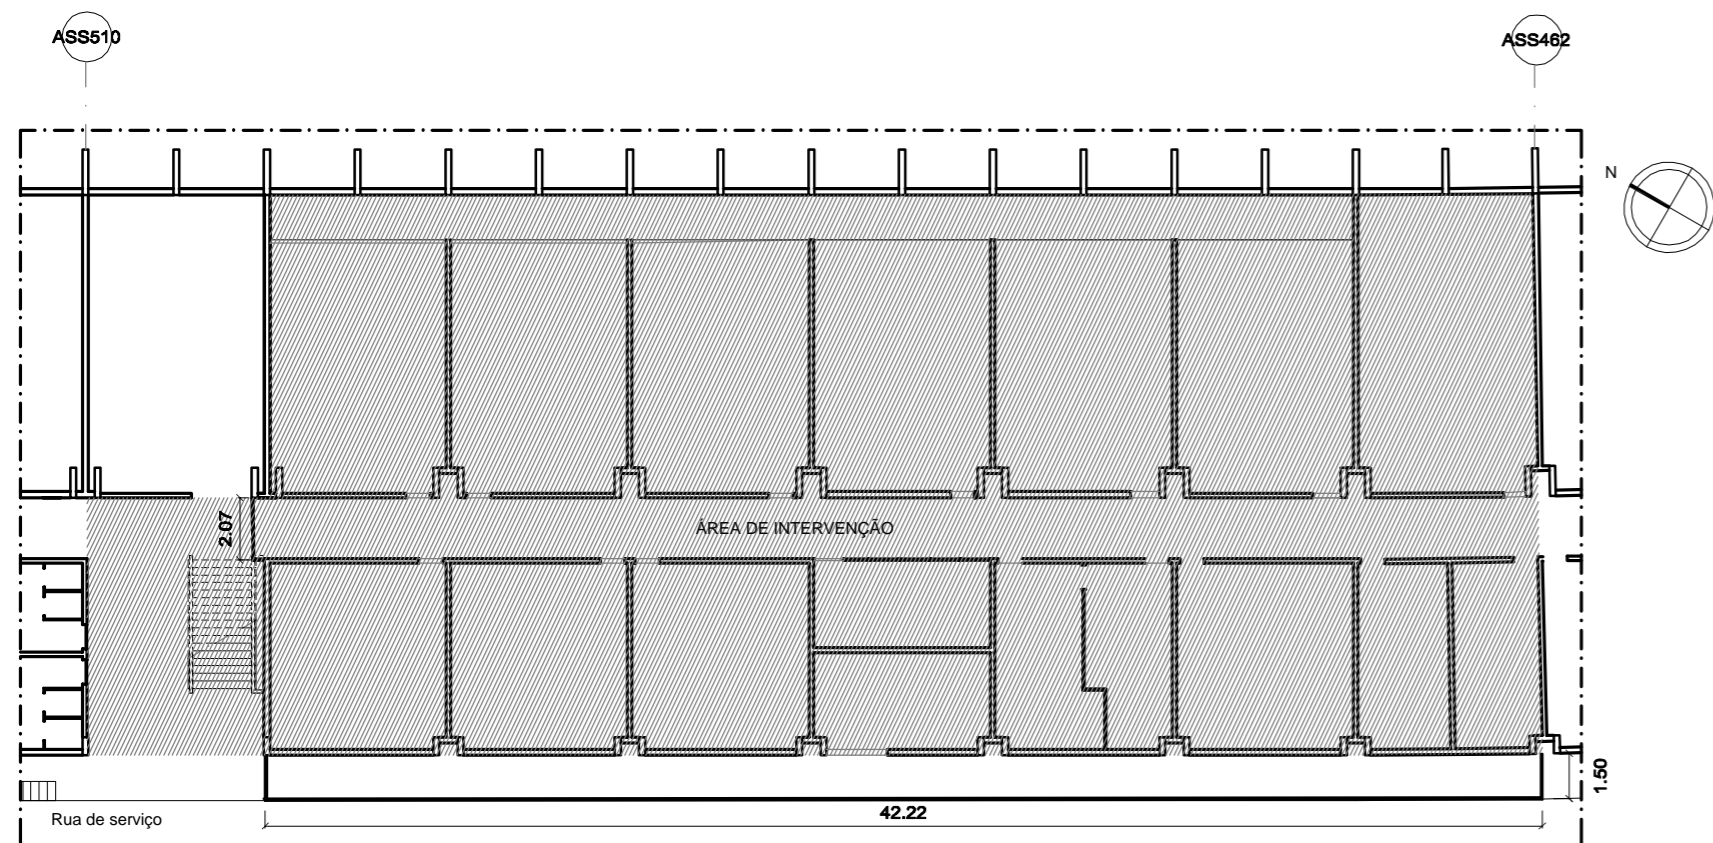 ASS510
ASS462
N
2.07
ÁREA DE INTERVENÇÃO
1.50
Rua de serviço
42.22